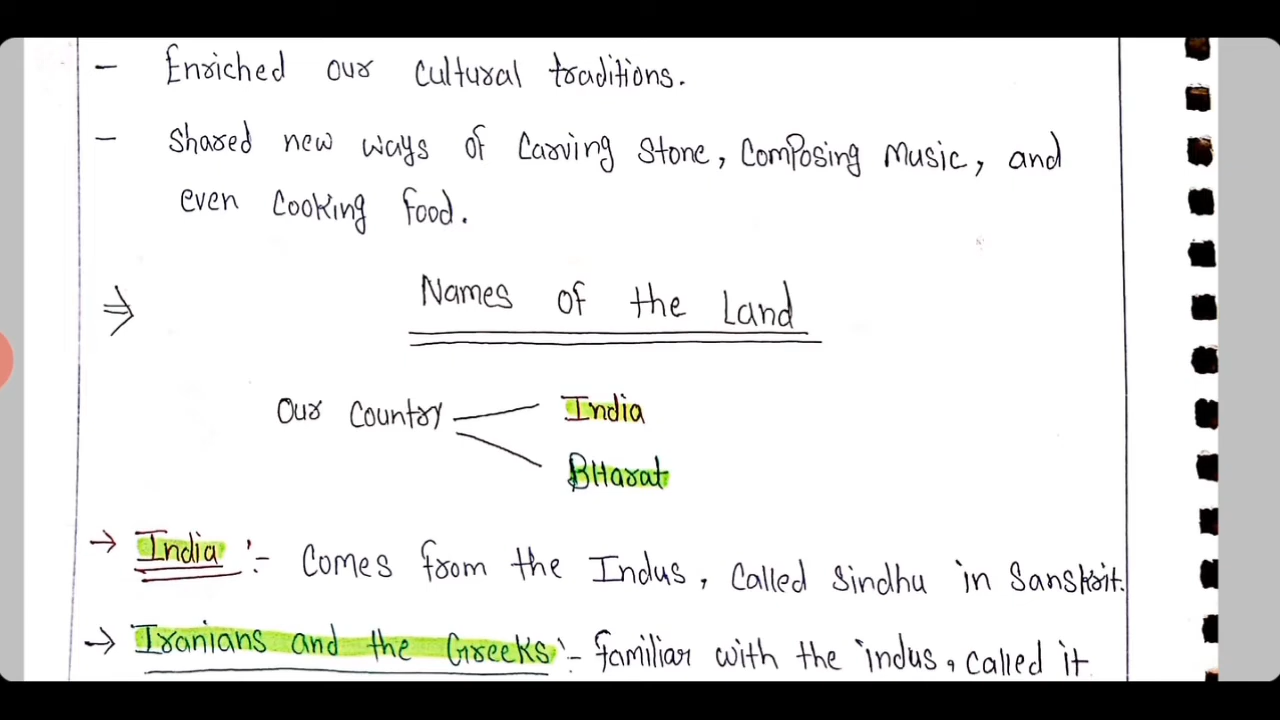 - Enriched our cultural traditions.
- Shared new ways of carving stone, composing music, and
even cooking food.
⇒ Names of the Land
Our country
India
BHarat
→ India :- Comes from the Indus, called Sindhu in Sanskrit.
→ Iranians and the Greeks :- familiar with the indus, called it